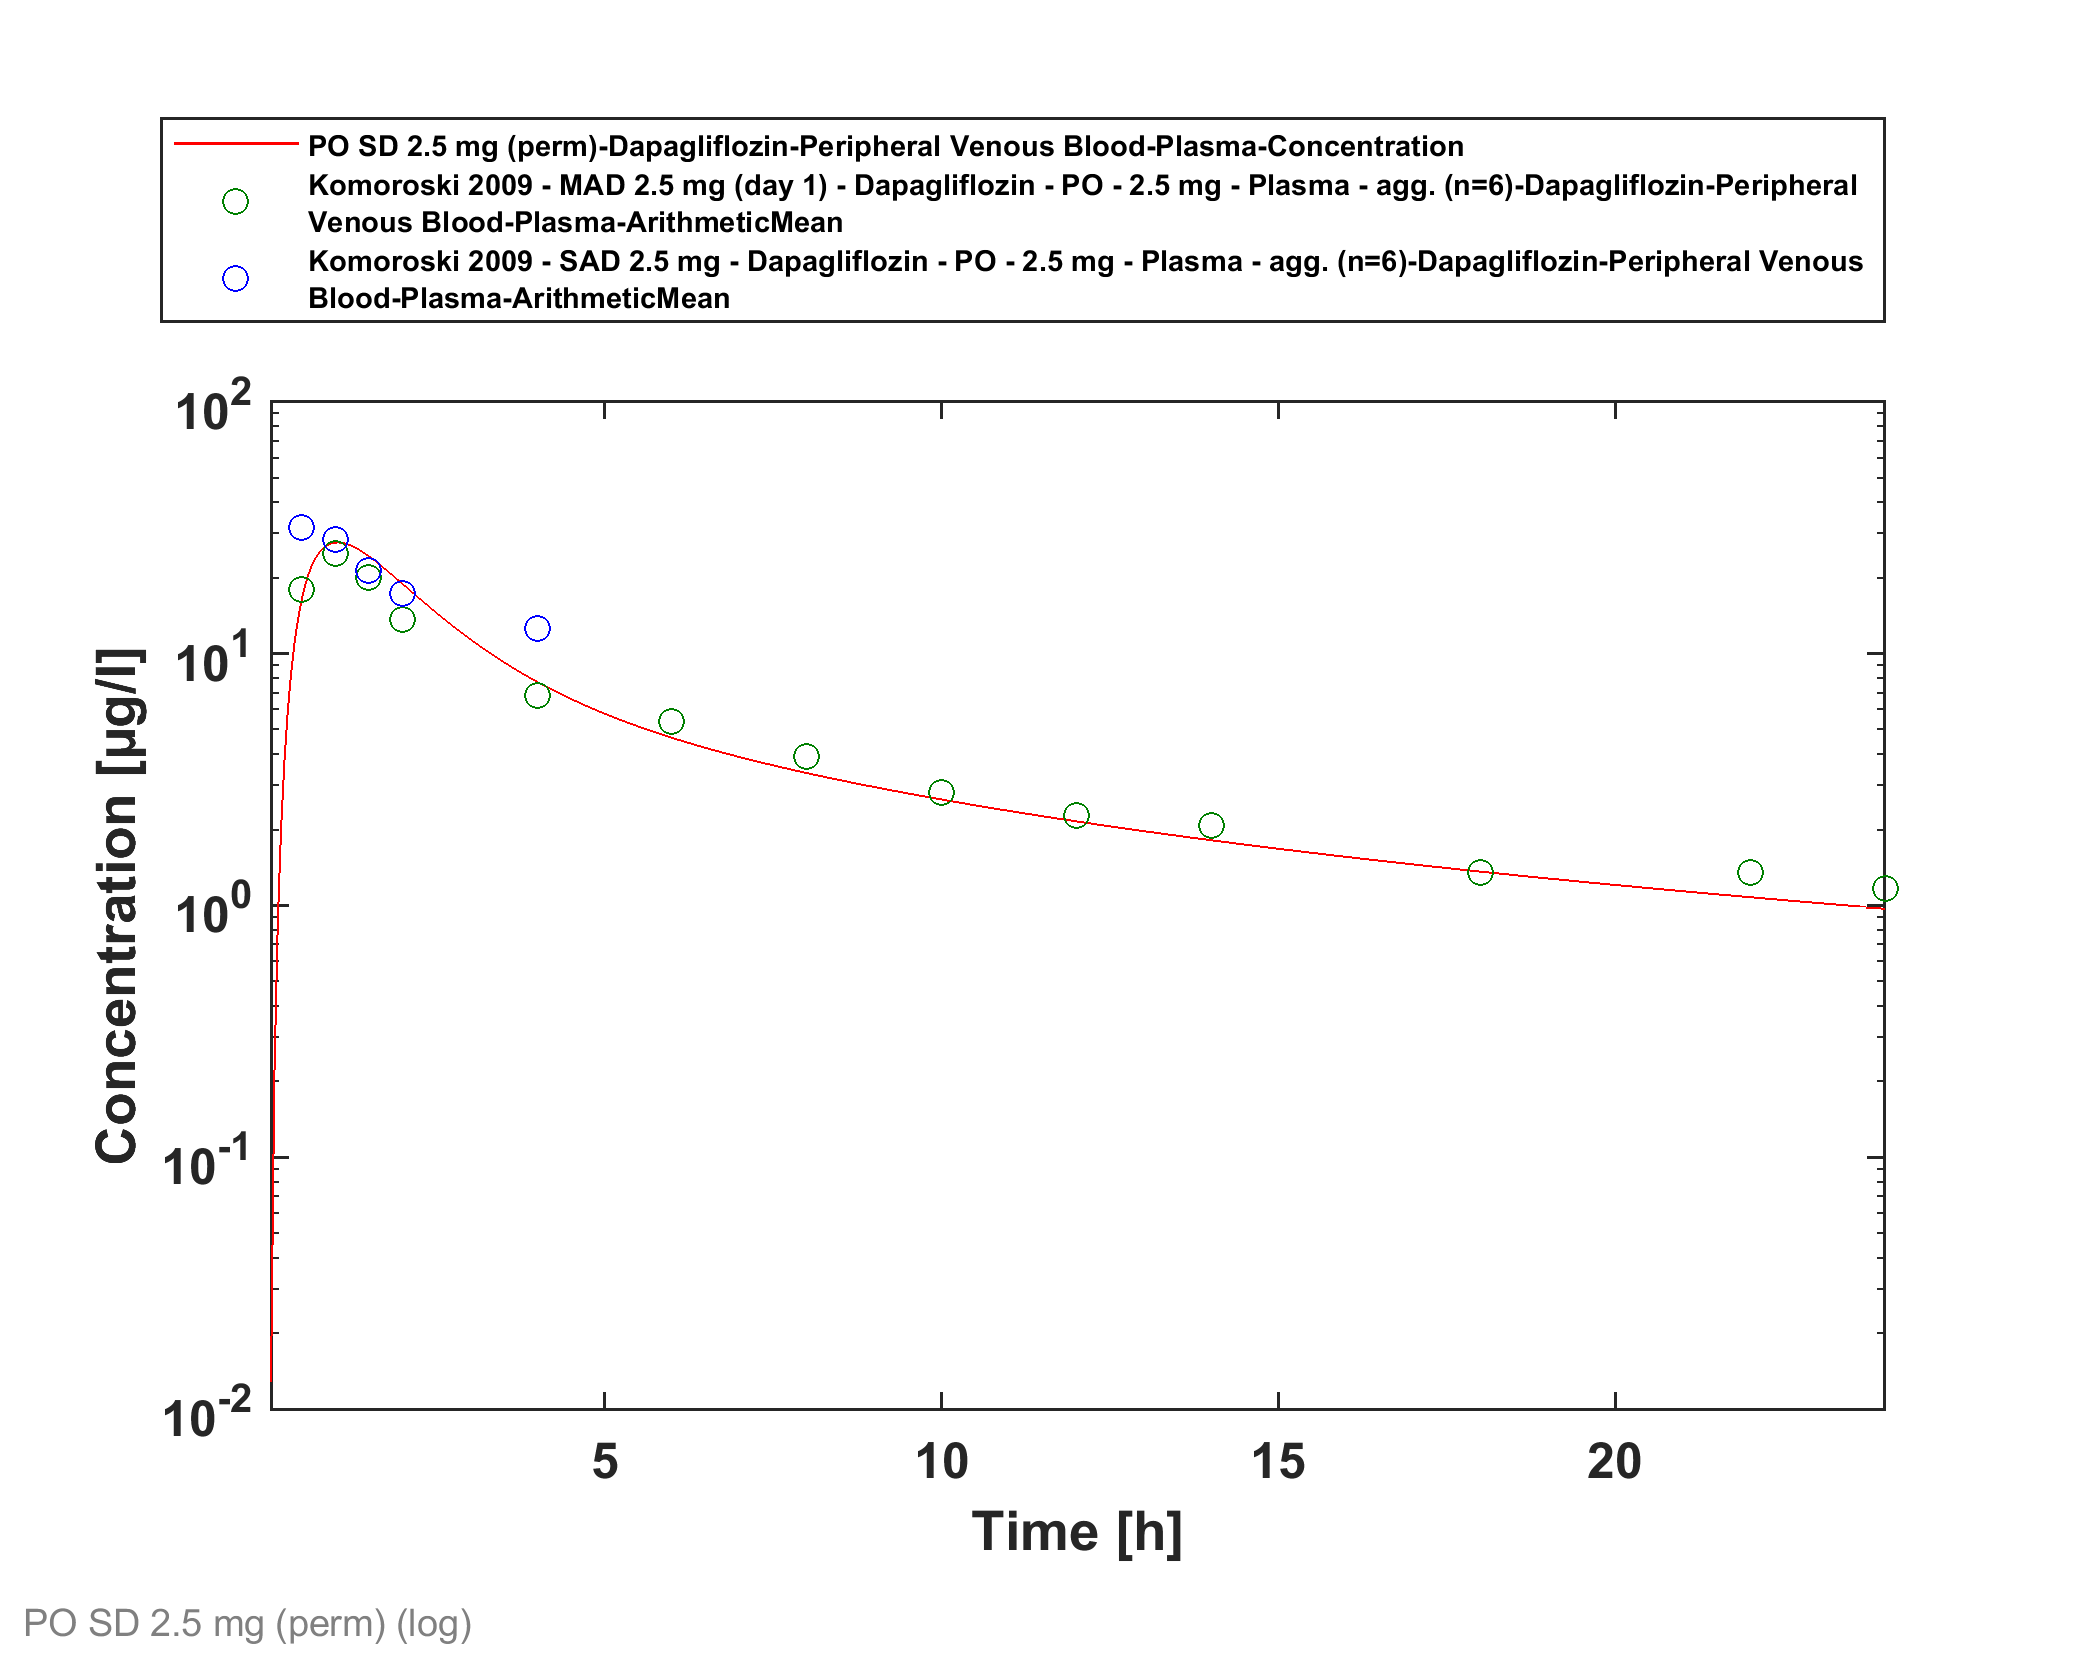 PO SD 2.5 mg (perm)-Dapagliflozin-Peripheral Venous Blood-Plasma-Concentration
Komoroski 2009 - MAD 2.5 mg (day 1) - Dapagliflozin - PO - 2.5 mg - Plasma - agg. (n=6)-Dapagliflozin-Peripheral
Venous Blood-Plasma-ArithmeticMean
Komoroski 2009 - SAD 2.5 mg - Dapagliflozin - PO - 2.5 mg - Plasma - agg. (n=6)-Dapagliflozin-Peripheral Venous
Blood-Plasma-ArithmeticMean
10^2
10^1
10^0
10^-1
10^-2
Concentration [µg/l]
5 10 15 20
Time [h]
PO SD 2.5 mg (perm) (log)